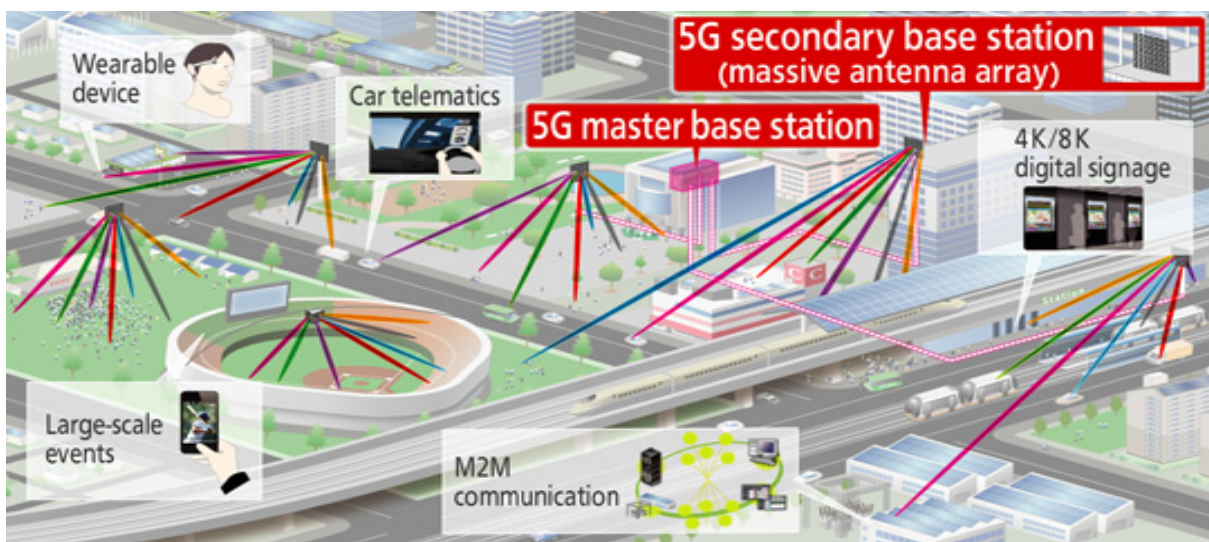 5G secondary base station
(massive antenna array)
Wearable
device
Car telematics
5G master base station
4K/8K
digital signage
Station
Large-scale
events
M2M
communication